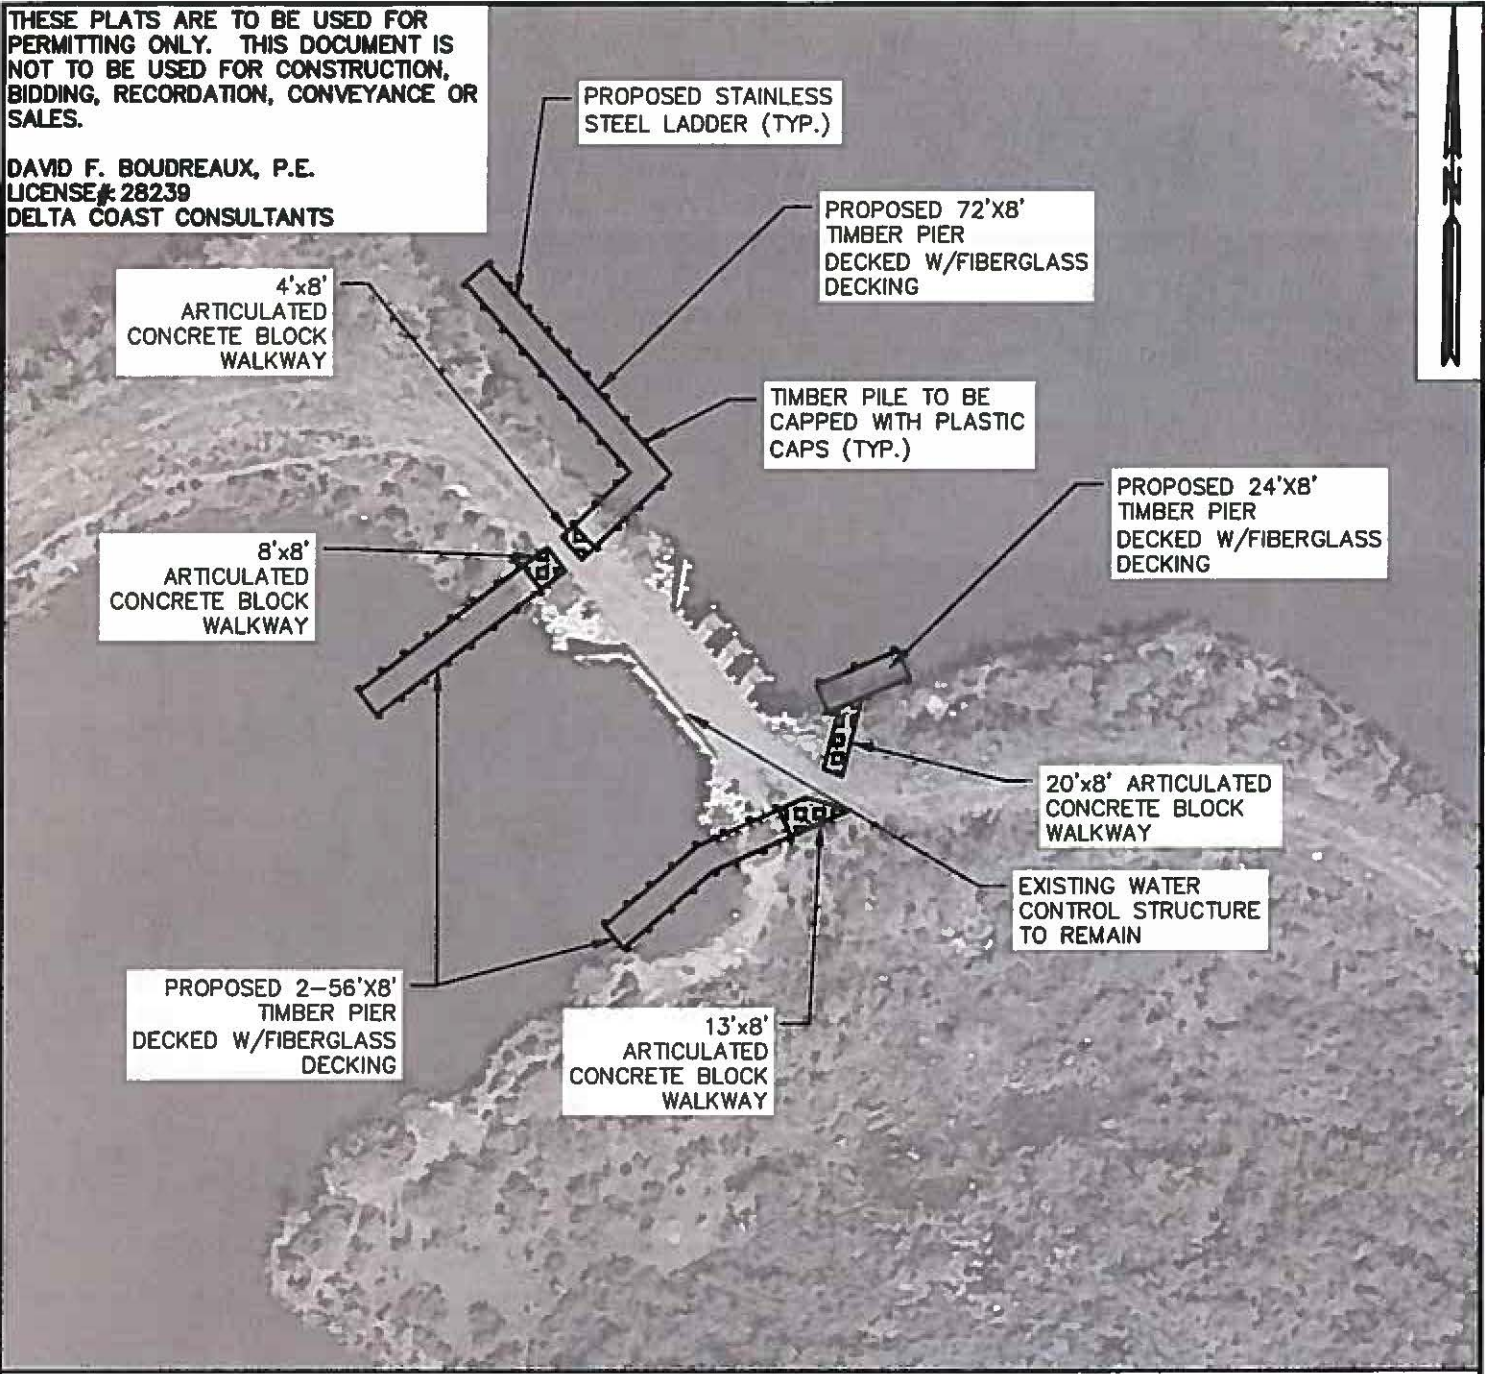 THESE PLATS ARE TO BE USED FOR
PERMITTING ONLY. THIS DOCUMENT IS
NOT TO BE USED FOR CONSTRUCTION,
BIDDING, RECORDATION, CONVEYANCE OR
SALES.
DAVID F. BOUDREAUX, P.E.
LICENSE# 28239
DELTA COAST CONSULTANTS
PROPOSED STAINLESS
STEEL LADDER (TYP.)
N
PROPOSED 72'X8'
TIMBER PIER
DECKED W/FIBERGLASS
DECKING
4'x8'
ARTICULATED
CONCRETE BLOCK
WALKWAY
TIMBER PILE TO BE
CAPPED WITH PLASTIC
CAPS (TYP.)
PROPOSED 24'X8'
TIMBER PIER
DECKED W/FIBERGLASS
DECKING
8'x8'
ARTICULATED
CONCRETE BLOCK
WALKWAY
20'x8' ARTICULATED
CONCRETE BLOCK
WALKWAY
EXISTING WATER
CONTROL STRUCTURE
TO REMAIN
PROPOSED 2-56'X8'
TIMBER PIER
DECKED W/FIBERGLASS
DECKING
13'x8'
ARTICULATED
CONCRETE BLOCK
WALKWAY